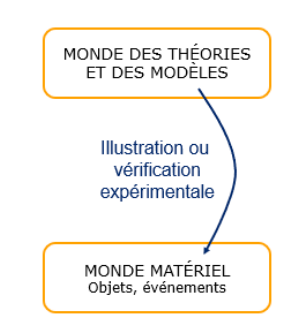 MONDE DES THÉORIES
ET DES MODÈLES
Illustration ou
vérification
expérimentale
MONDE MATÉRIEL
Objets, événements